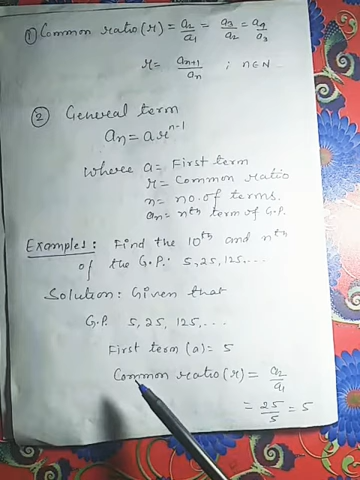 ① Common ratio (r) = a₂/a₁ = a₃/a₂ = a₄/a₃
r = aₙ₊₁/aₙ ; n∈N
② General term
aₙ = arⁿ⁻¹
where a = First term
r = Common ratio
n = no. of terms.
aₙ = nᵗʰ term of G.P.
Examples: Find the 10ᵗʰ and nᵗʰ
of the G.P: 5, 25, 125, ...
Solution: Given that
G.P. 5, 25, 125, ...
First term (a) = 5
Common ratio (r) = a₂/a₁
= 25/5 = 5